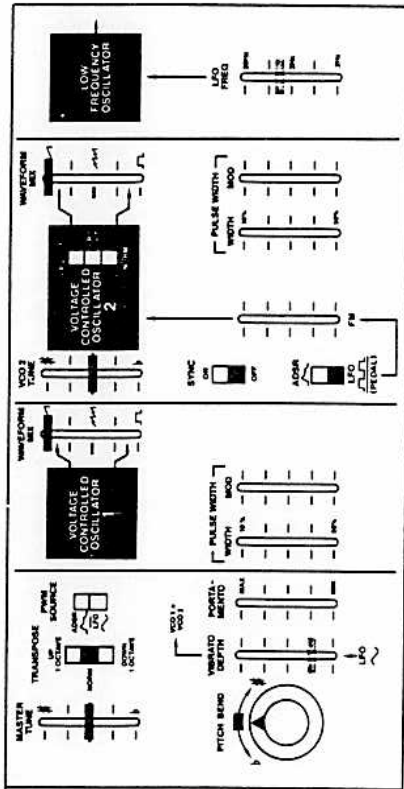 MASTER
TUNE
TRANSPOSE
UP
1 OCTAVE
NORM
DOWN
1 OCTAVE
PWM
SOURCE
ADSR
LFO
PITCH BEND
VIBRATO
DEPTH
VCO 1 +
VCO 2
LFO
PORTA-
MENTO
MAX
VOLTAGE
CONTROLLED
OSCILLATOR
1
WAVEFORM
MIX
PULSE WIDTH
WIDTH
MOD
10%
50%
VCO 2
TUNE
VOLTAGE
CONTROLLED
OSCILLATOR
2
WAVEFORM
MIX
SYNC
ON
OFF
ADSR
LFO
(PEDAL)
FM
PULSE WIDTH
WIDTH
MOD
50%
LOW
FREQUENCY
OSCILLATOR
LFO
FREQ